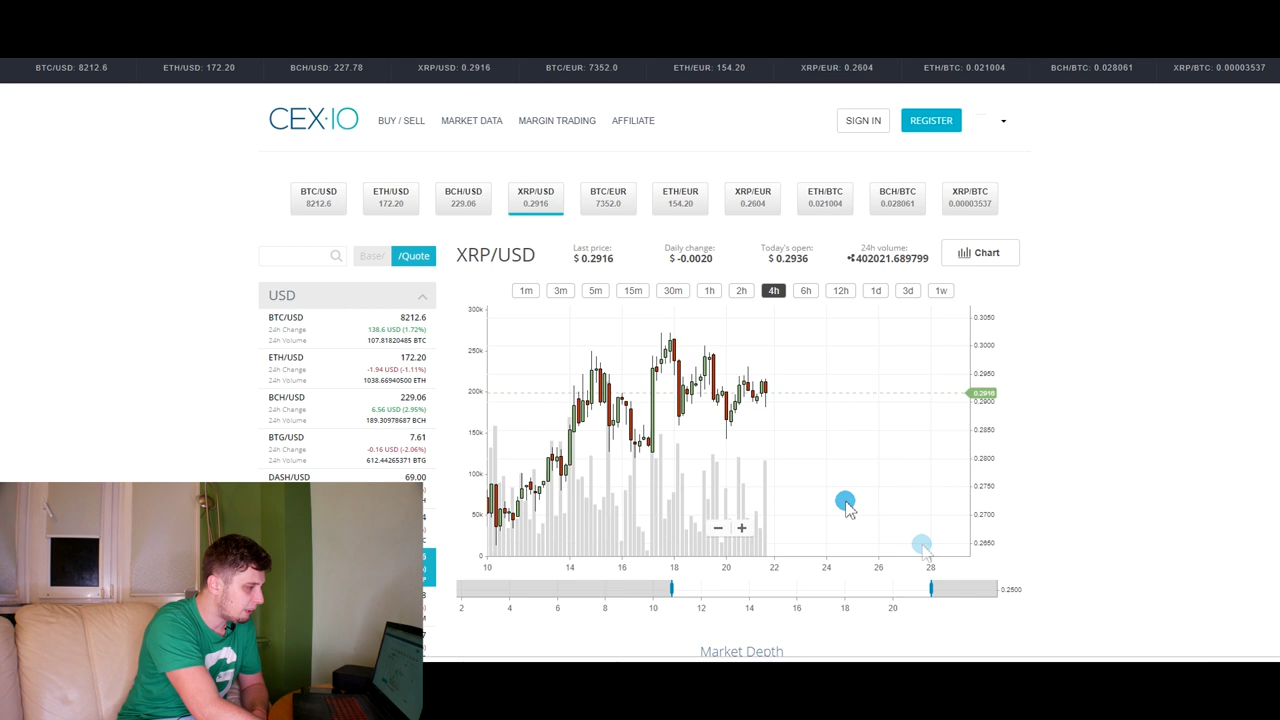 BTC/USD: 8212.6 ETH/USD: 172.20 BCH/USD: 227.78 XRP/USD: 0.2916 BTC/EUR: 7352.0 ETH/EUR: 154.20 XRP/EUR: 0.2604 ETH/BTC: 0.021004 BCH/BTC: 0.028061 XRP/BTC: 0.00003537
CEX·IO BUY / SELL MARKET DATA MARGIN TRADING AFFILIATE SIGN IN REGISTER
BTC/USD ETH/USD BCH/USD XRP/USD BTC/EUR ETH/EUR XRP/EUR ETH/BTC BCH/BTC XRP/BTC
8212.6 172.20 229.06 0.2916 7352.0 154.20 0.2604 0.021004 0.028061 0.00003537
Base/ /Quote
XRP/USD
Last price: Daily change: Today's open: 24h volume:
$ 0.2916 $ -0.0020 $ 0.2936 402021.689799
Chart
1m 3m 5m 15m 30m 1h 2h 4h 6h 12h 1d 3d 1w
USD
BTC/USD 8212.6
24h Change 138.6 USD (1.72%)
24h Volume 107.81820485 BTC
ETH/USD 172.20
24h Change -1.94 USD (-1.11%)
24h Volume 1038.66940500 ETH
BCH/USD 229.06
24h Change 6.56 USD (2.95%)
24h Volume 189.30978687 BCH
BTG/USD 7.61
24h Change -0.16 USD (-2.06%)
24h Volume 612.44265371 BTG
DASH/USD 69.00
300k
250k
200k
150k
100k
50k
0
0.3050
0.3000
0.2950
0.2916
0.2900
0.2850
0.2800
0.2750
0.2700
0.2650
− +
10 14 16 18 20 22 24 26 28
0.2500
2 4 6 8 10 12 14 16 18 20
Market Depth